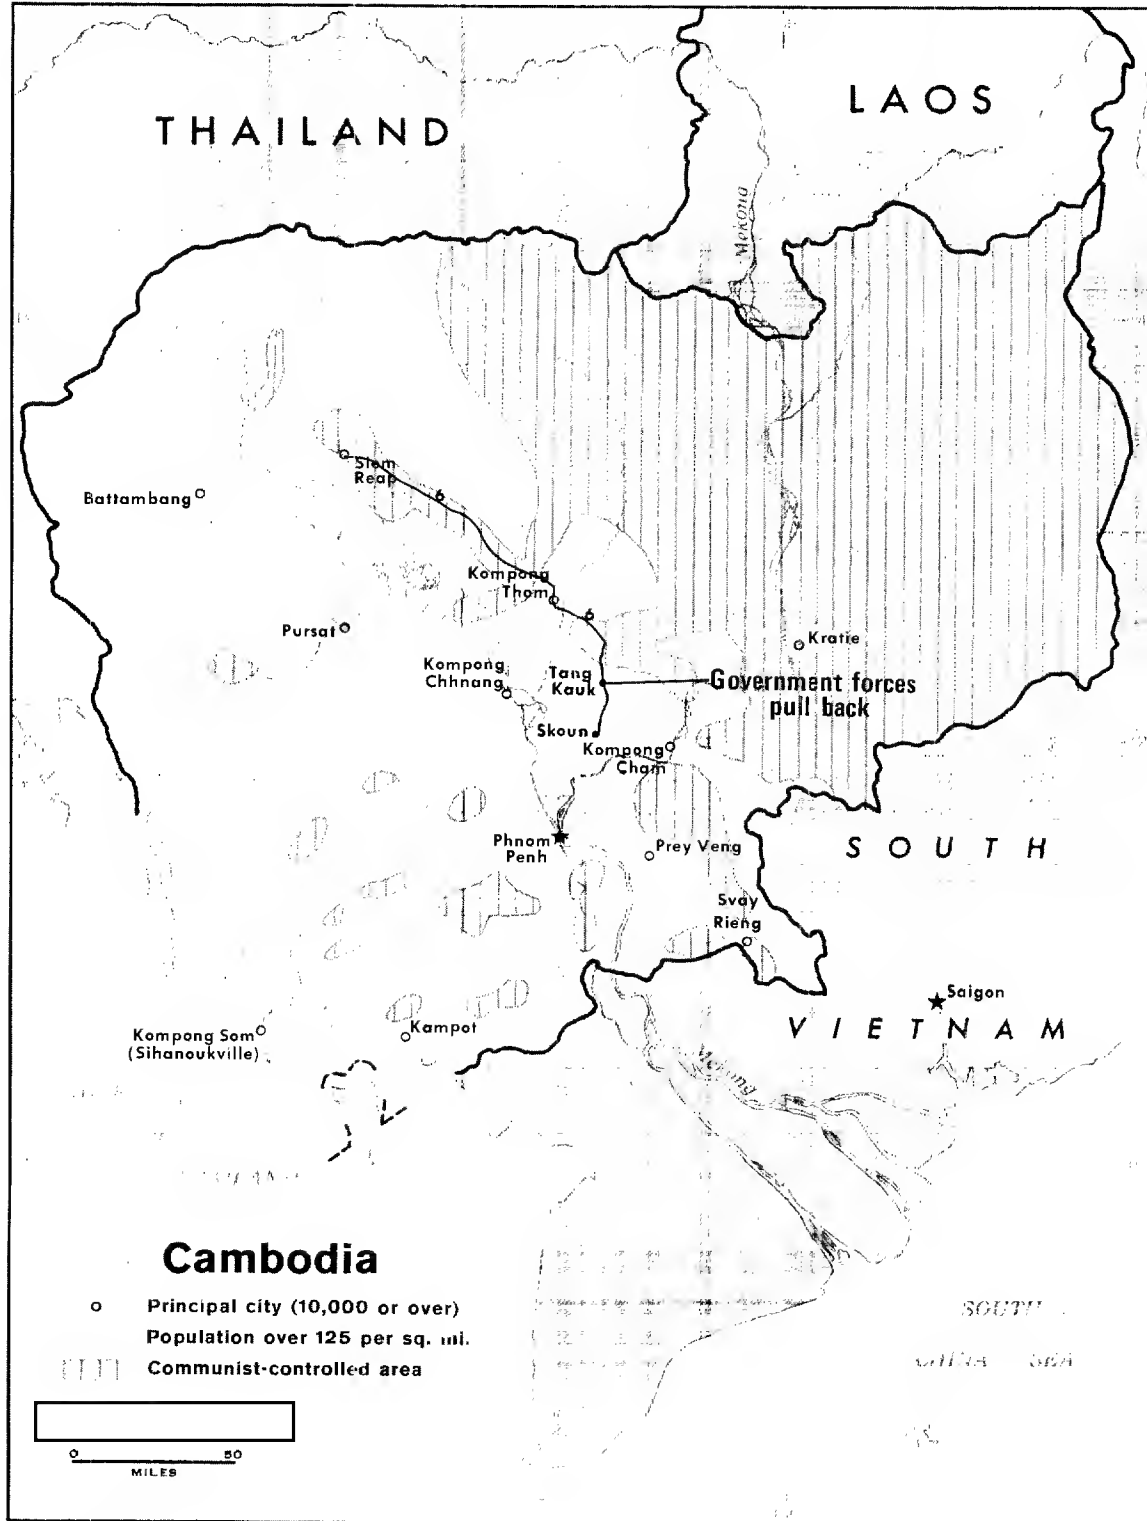 THAILAND
LAOS
Mekong
Siem
Reap
Battambang
6
Kompong
Thom
6
Pursat
Kratie
Kompong
Chhnang
Tang
Kauk
Government forces
pull back
Skoun
Kompong
Cham
Phnom
Penh
Prey Veng
SOUTH
Svay
Rieng
Saigon
VIETNAM
Kompong Som
(Sihanoukville)
Kampot
Mekong
Cambodia
Principal city (10,000 or over)
Population over 125 per sq. mi.
Communist-controlled area
SOUTH
CHINA SEA
0 50
MILES